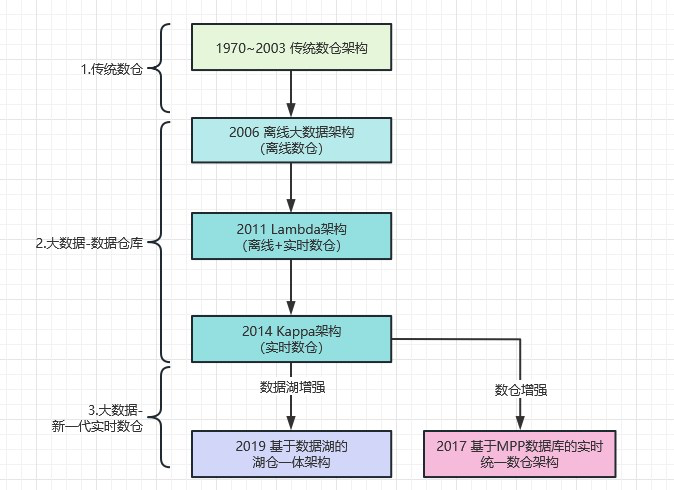 1970~2003 传统数仓架构
1.传统数仓
2006 离线大数据架构
（离线数仓）
2011 Lambda架构
（离线+实时数仓）
2.大数据-数据仓库
2014 Kappa架构
（实时数仓）
数据湖增强
数仓增强
3.大数据-
新一代实时数仓
2019 基于数据湖的
湖仓一体架构
2017 基于MPP数据库的实时
统一数仓架构